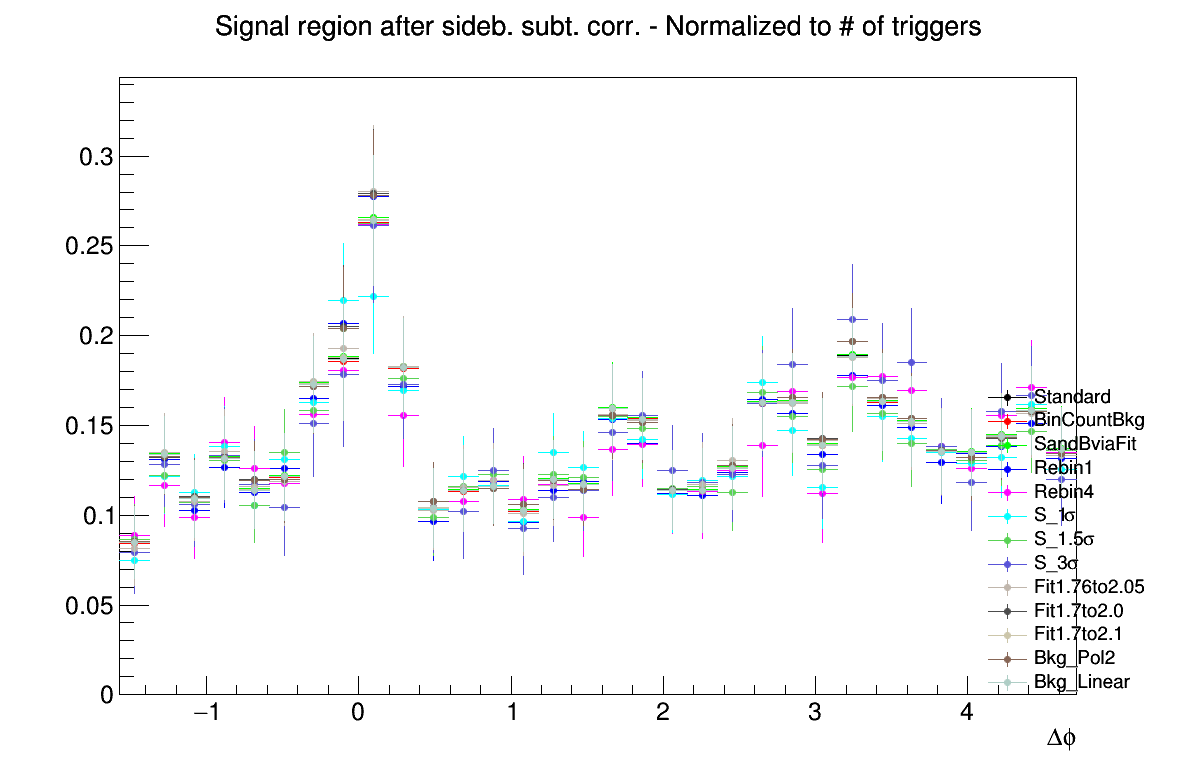 Signal region after sideb. subt. corr. - Normalized to # of triggers
0.3
0.25
0.2
0.15
0.1
0.05
0
−1
0
1
2
3
4
Δϕ
Standard
BinCountBkg
SandBviaFit
Rebin1
Rebin4
S_1σ
S_1.5σ
S_3σ
Fit1.76to2.05
Fit1.7to2.0
Fit1.7to2.1
Bkg_Pol2
Bkg_Linear